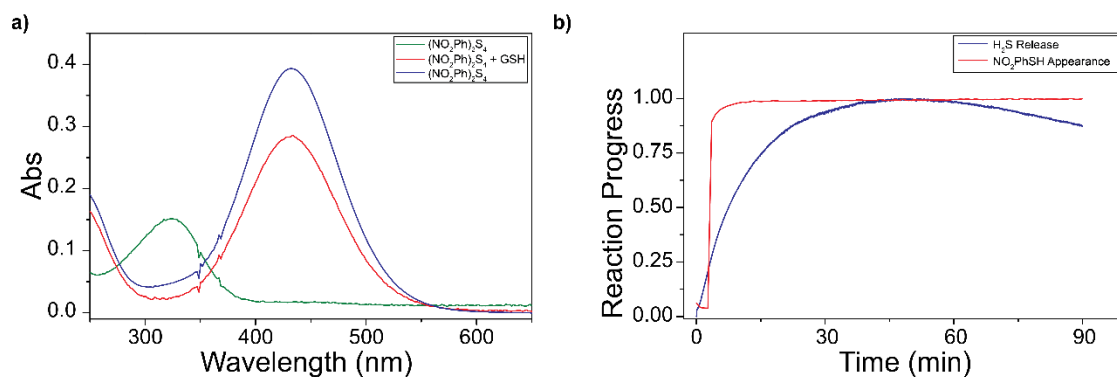 a)
(NO₂Ph)₂S₄
(NO₂Ph)₂S₄ + GSH
(NO₂Ph)₂S₄
0.4
0.3
0.2
0.1
0.0
Abs
300
400
500
600
Wavelength (nm)
b)
H₂S Release
NO₂PhSH Appearance
1.00
0.75
0.50
0.25
0.00
Reaction Progress
0
30
60
90
Time (min)